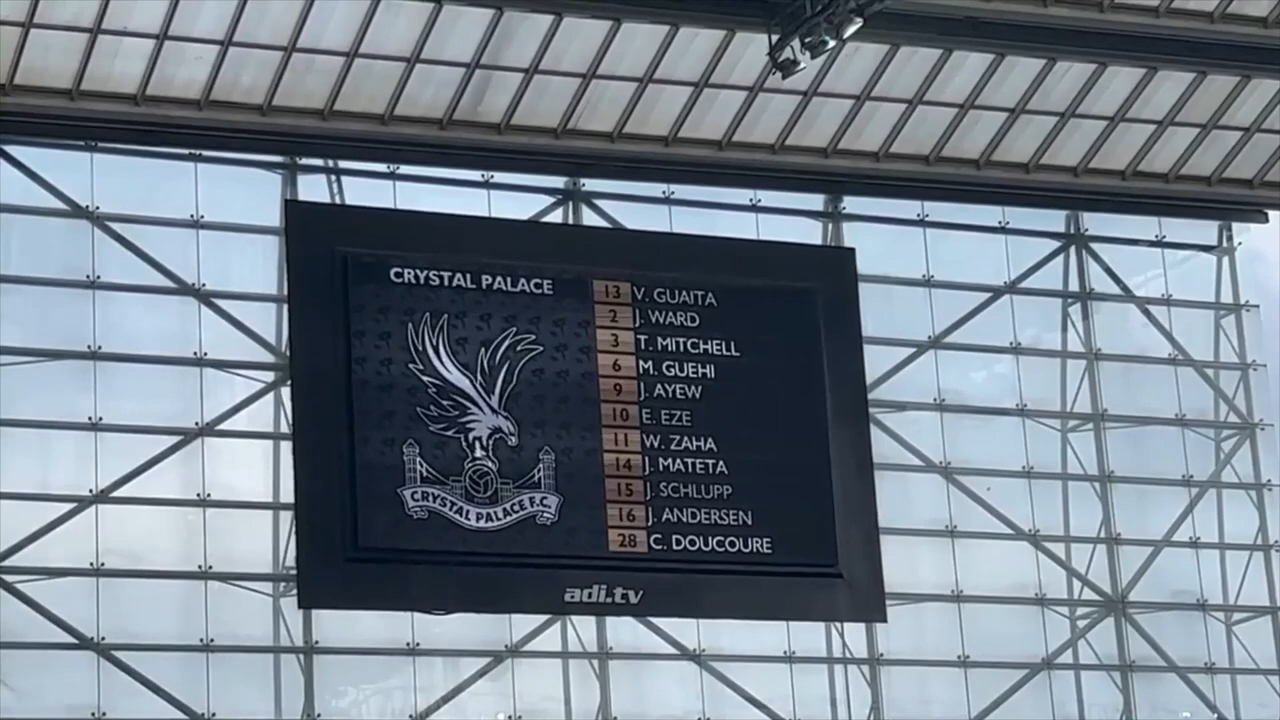 CRYSTAL PALACE
13 V. GUAITA
2 J. WARD
3 T. MITCHELL
6 M. GUEHI
9 J. AYEW
10 E. EZE
11 W. ZAHA
14 J. MATETA
15 J. SCHLUPP
16 J. ANDERSEN
28 C. DOUCOURE
CRYSTAL PALACE F.C.
adi.tv